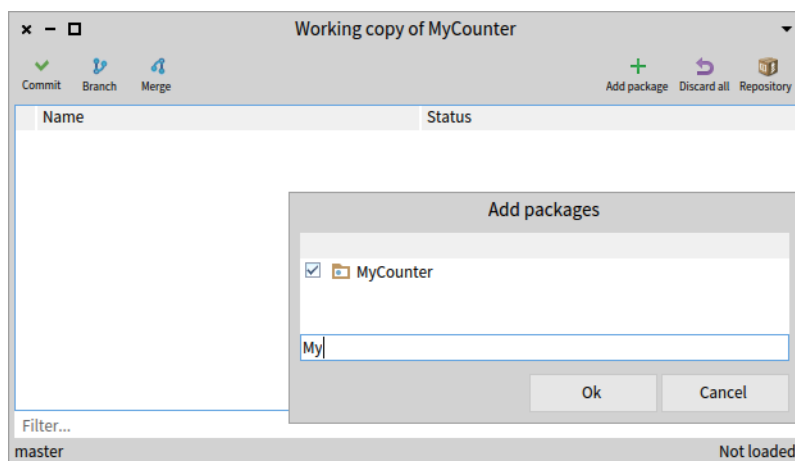 Working copy of MyCounter
Commit Branch Merge Add package Discard all Repository
Name Status
Add packages
MyCounter
My
Ok Cancel
Filter...
master Not loaded